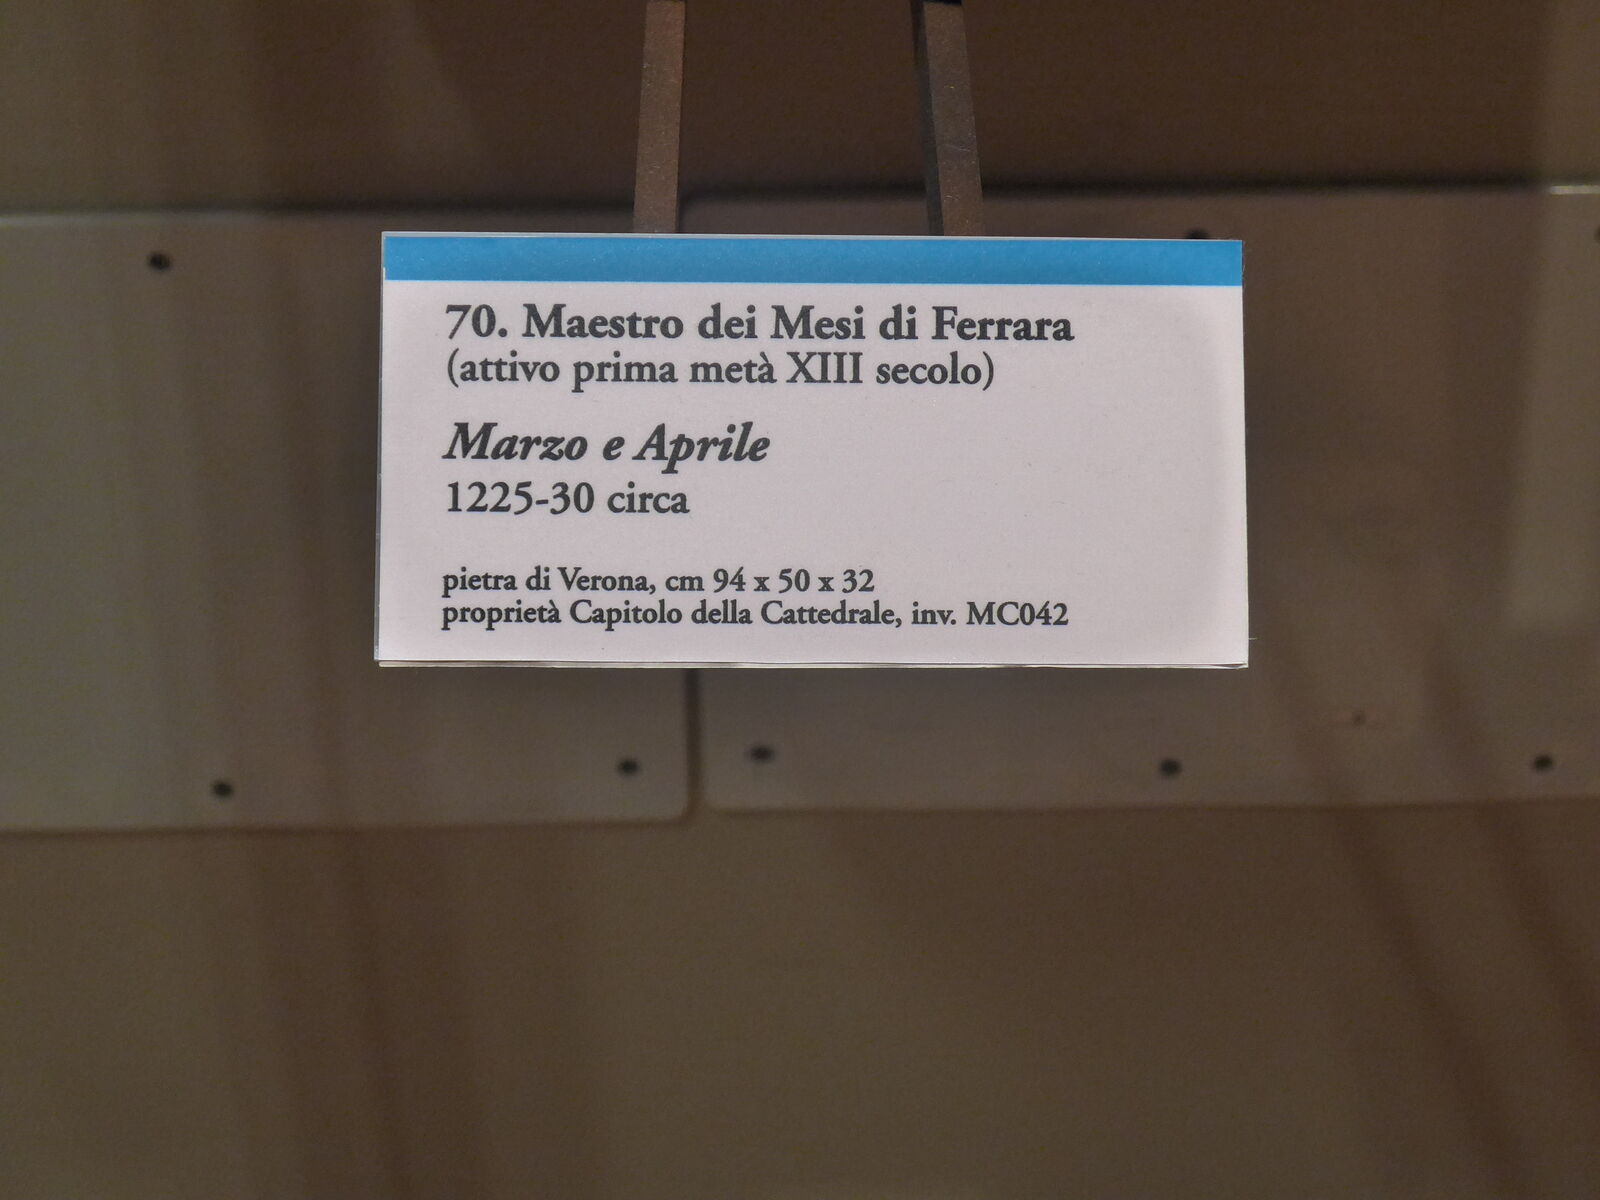 70. Maestro dei Mesi di Ferrara
(attivo prima metà XIII secolo)
Marzo e Aprile
1225-30 circa
pietra di Verona, cm 94 x 50 x 32
proprietà Capitolo della Cattedrale, inv. MC042